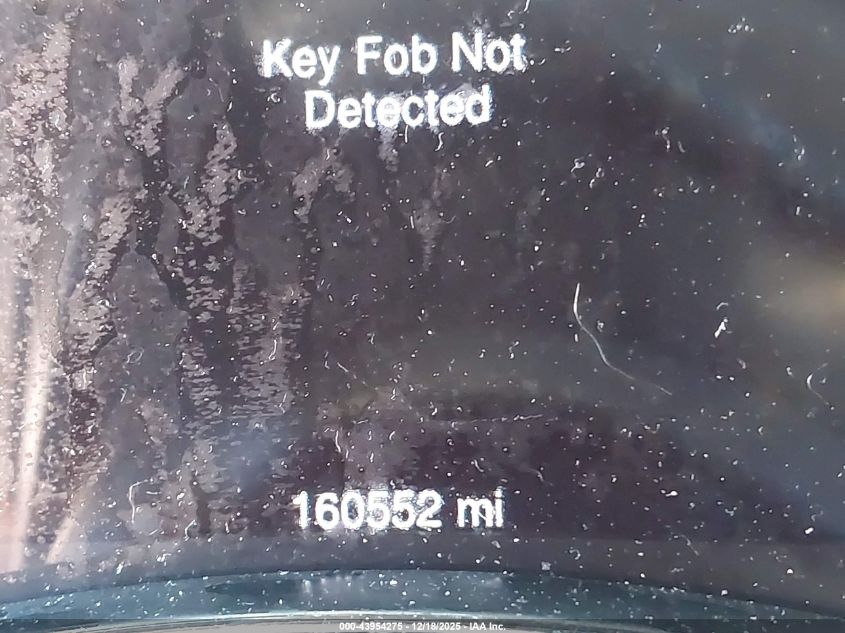 Key Fob Not
Detected
160552 mi
000-43954275 - 12/18/2025 - IAA Inc.